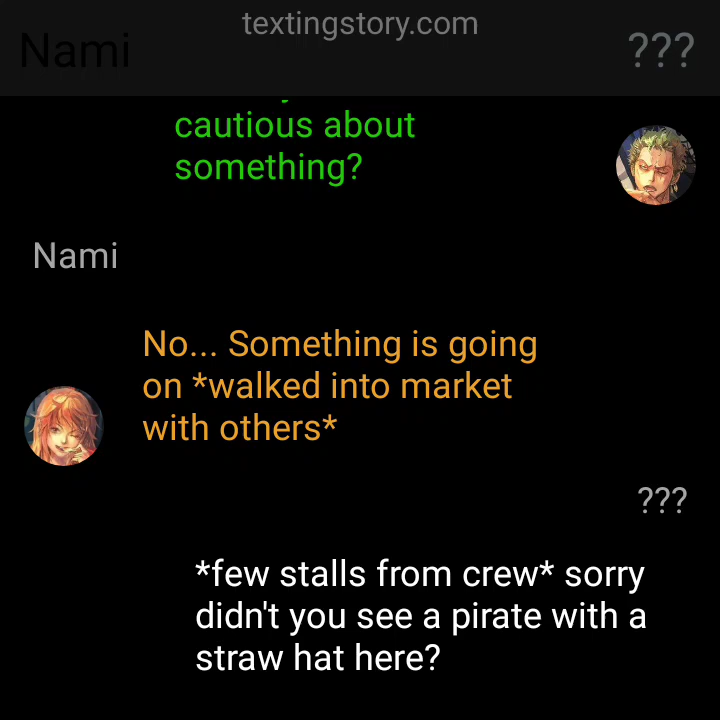 textingstory.com
Nami
???
cautious about
something?
Nami
No... Something is going
on *walked into market
with others*
???
*few stalls from crew* sorry
didn't you see a pirate with a
straw hat here?